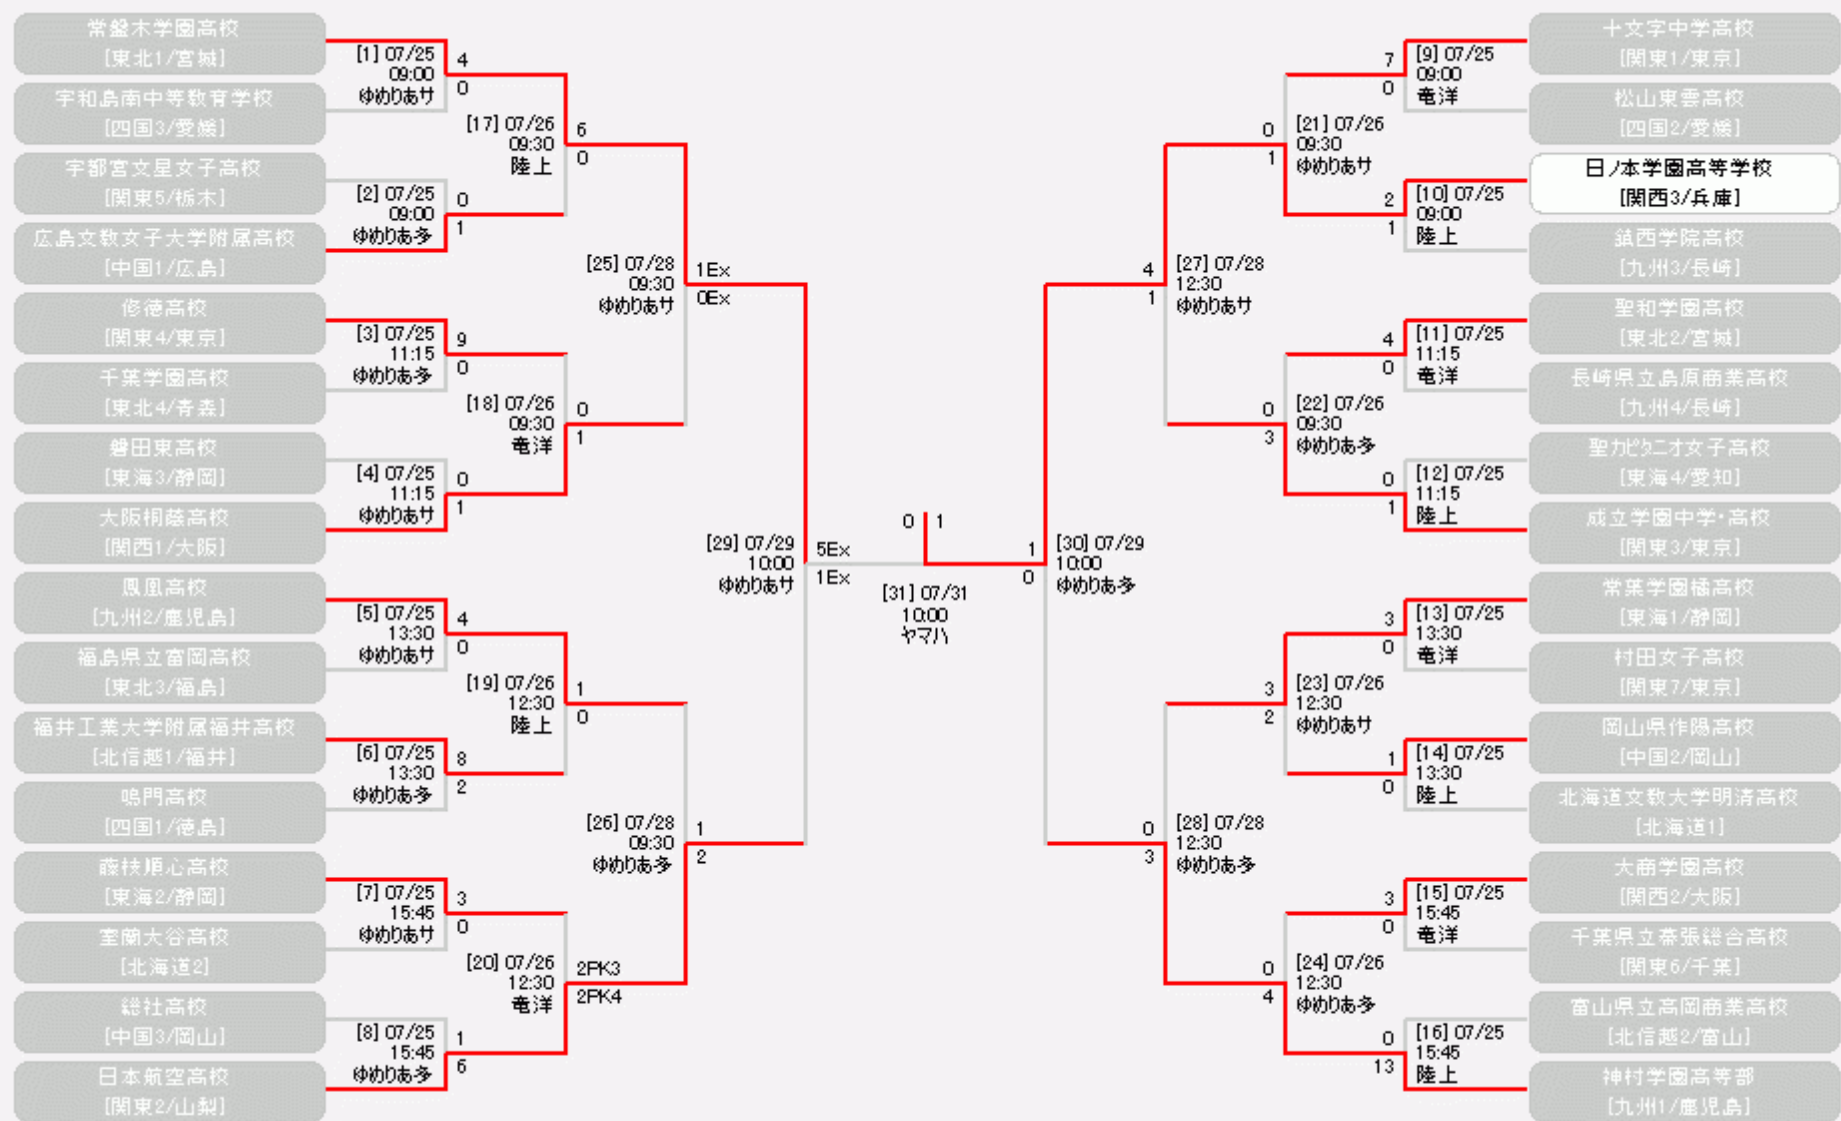 常盤木学園高校
[東北1/宮城]
宇和島南中等教育学校
[四国3/愛媛]
宇都宮文星女子高校
[関東5/栃木]
広島文教女子大学附属高校
[中国1/広島]
修徳高校
[関東4/東京]
千葉学園高校
[東北4/青森]
磐田東高校
[東海3/静岡]
大阪桐蔭高校
[関西1/大阪]
鳳凰高校
[九州2/鹿児島]
福島県立富岡高校
[東北3/福島]
福井工業大学附属福井高校
[北信越1/福井]
鳴門高校
[四国1/徳島]
藤枝順心高校
[東海2/静岡]
室蘭大谷高校
[北海道2]
総社高校
[中国3/岡山]
日本航空高校
[関東2/山梨]
[1] 07/25
09:00
ゆめりあサ
4
0
[2] 07/25
09:00
ゆめりあ多
0
1
[3] 07/25
11:15
ゆめりあ多
9
0
[4] 07/25
11:15
ゆめりあサ
0
1
[5] 07/25
13:30
ゆめりあサ
4
0
[6] 07/25
13:30
ゆめりあ多
8
2
[7] 07/25
15:45
ゆめりあサ
3
0
[8] 07/25
15:45
ゆめりあ多
1
6
[17] 07/26
09:30
陸上
6
0
[18] 07/26
09:30
竜洋
0
1
[19] 07/26
12:30
陸上
1
0
[20] 07/26
12:30
竜洋
2PK3
2PK4
[25] 07/28
09:30
ゆめりあサ
1Ex
0Ex
[26] 07/28
09:30
ゆめりあ多
1
2
[29] 07/29
10:00
ゆめりあサ
5Ex
1Ex
0 1
[31] 07/31
10:00
ヤマハ
1
0
[30] 07/29
10:00
ゆめりあ多
4
1
[27] 07/28
12:30
ゆめりあサ
0
3
[28] 07/28
12:30
ゆめりあ多
0
1
[21] 07/26
09:30
ゆめりあサ
0
3
[22] 07/26
09:30
ゆめりあ多
3
2
[23] 07/26
12:30
ゆめりあサ
0
4
[24] 07/26
12:30
ゆめりあ多
7
0
[9] 07/25
09:00
竜洋
2
1
[10] 07/25
09:00
陸上
4
0
[11] 07/25
11:15
竜洋
0
1
[12] 07/25
11:15
陸上
3
0
[13] 07/25
13:30
竜洋
1
0
[14] 07/25
13:30
陸上
3
0
[15] 07/25
15:45
竜洋
0
13
[16] 07/25
15:45
陸上
十文字中学高校
[関東1/東京]
松山東雲高校
[四国2/愛媛]
日ノ本学園高等学校
[関西3/兵庫]
鎮西学院高校
[九州3/長崎]
聖和学園高校
[東北2/宮城]
長崎県立島原商業高校
[九州4/長崎]
聖カピタニオ女子高校
[東海4/愛知]
成立学園中学・高校
[関東3/東京]
常葉学園橘高校
[東海1/静岡]
村田女子高校
[関東7/東京]
岡山県作陽高校
[中国2/岡山]
北海道文教大学明清高校
[北海道1]
大商学園高校
[関西2/大阪]
千葉県立幕張総合高校
[関東6/千葉]
富山県立高岡商業高校
[北信越2/富山]
神村学園高等部
[九州1/鹿児島]